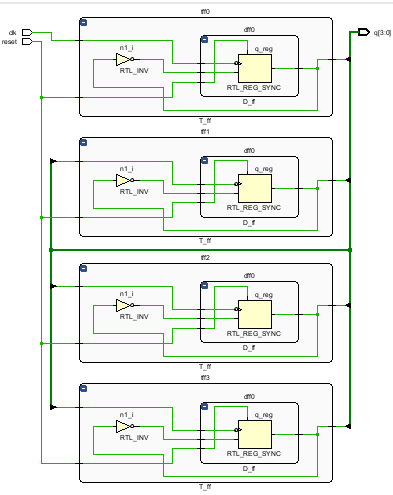 tff0
clk
reset
q[3:0]
dff0
n1_i
q_reg
RTL_INV
RTL_REG_SYNC
D_ff
T_ff
tff1
dff0
n1_i
q_reg
RTL_INV
RTL_REG_SYNC
D_ff
T_ff
tff2
dff0
n1_i
q_reg
RTL_INV
RTL_REG_SYNC
D_ff
T_ff
tff3
dff0
n1_i
q_reg
RTL_INV
RTL_REG_SYNC
D_ff
T_ff